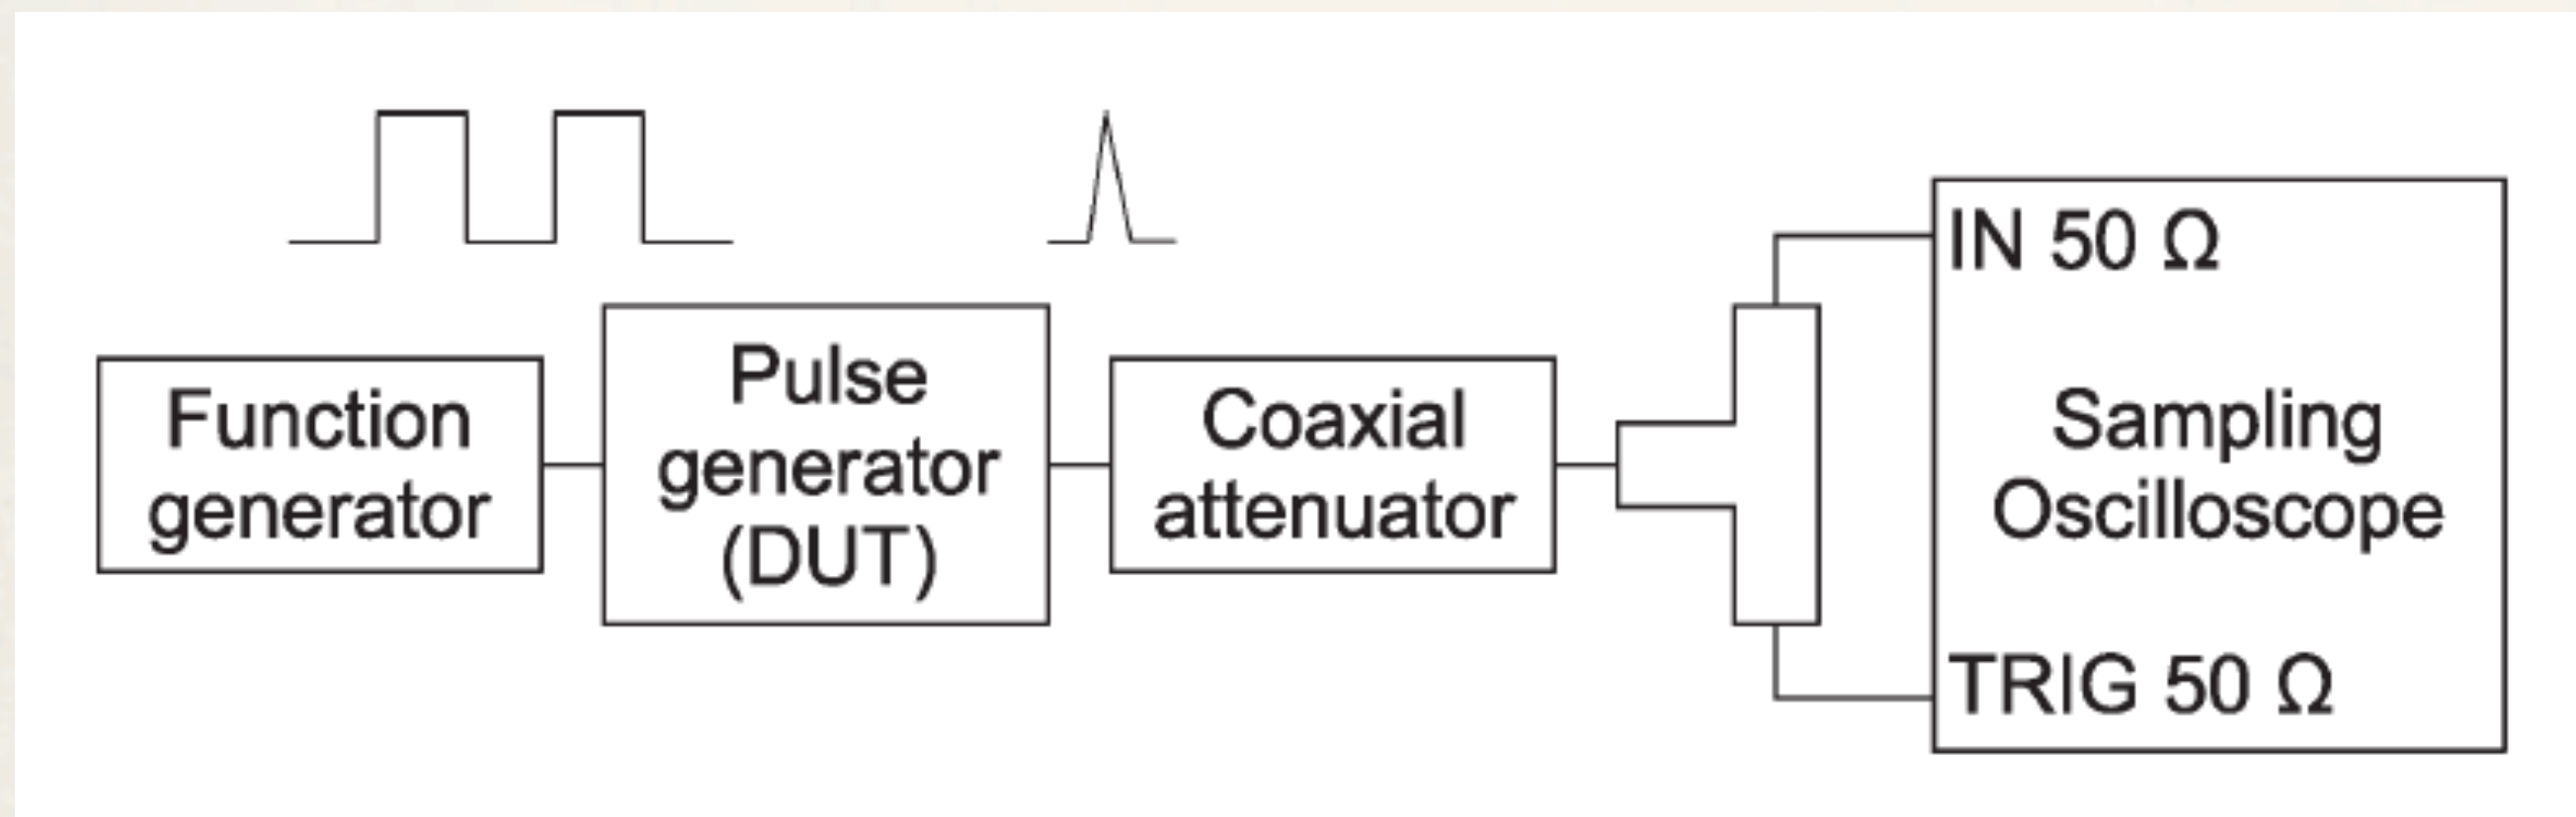 Function
generator
Pulse
generator
(DUT)
Coaxial
attenuator
IN 50 Ω
Sampling
Oscilloscope
TRIG 50 Ω